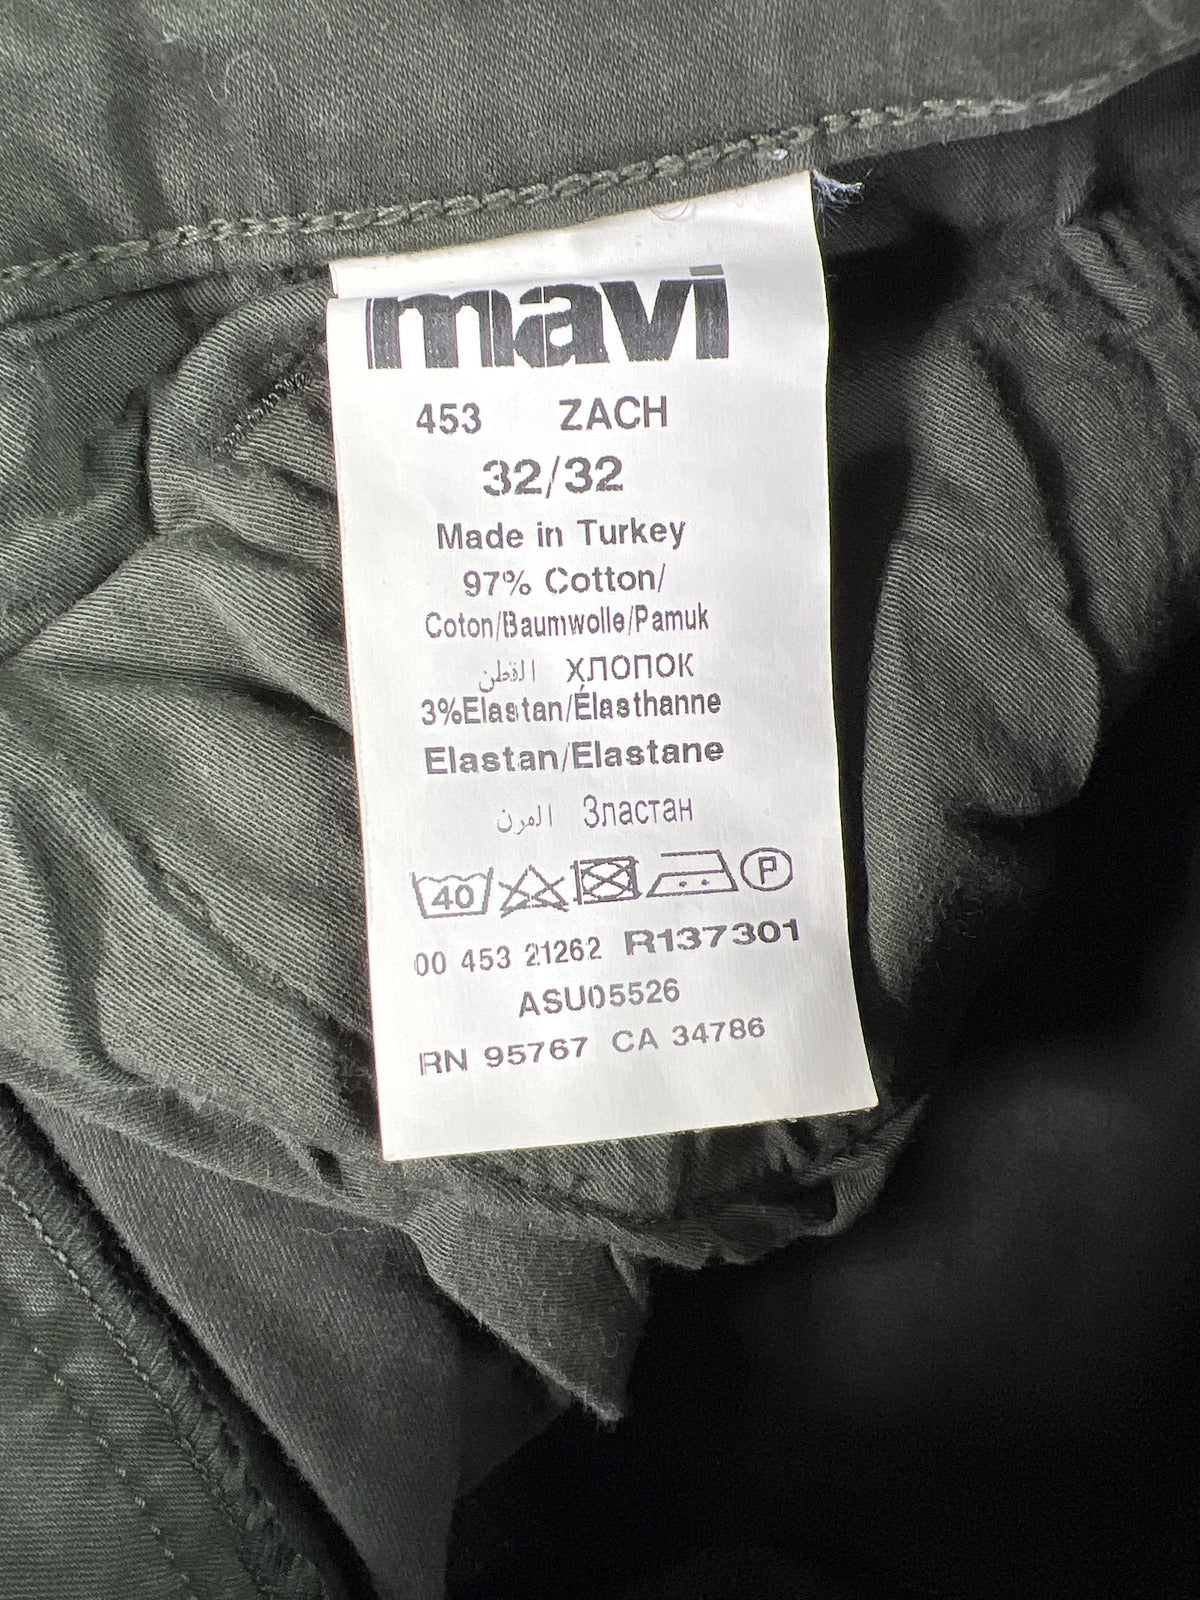 mavi
453 ZACH
32/32
Made in Turkey
97% Cotton/
Coton/Baumwolle/Pamuk
القطن ХЛОПОК
3%Elastan/Élasthanne
Elastan/Elastane
المرن Эластан
40 P
00 453 21262 R137301
ASU05526
RN 95767 CA 34786